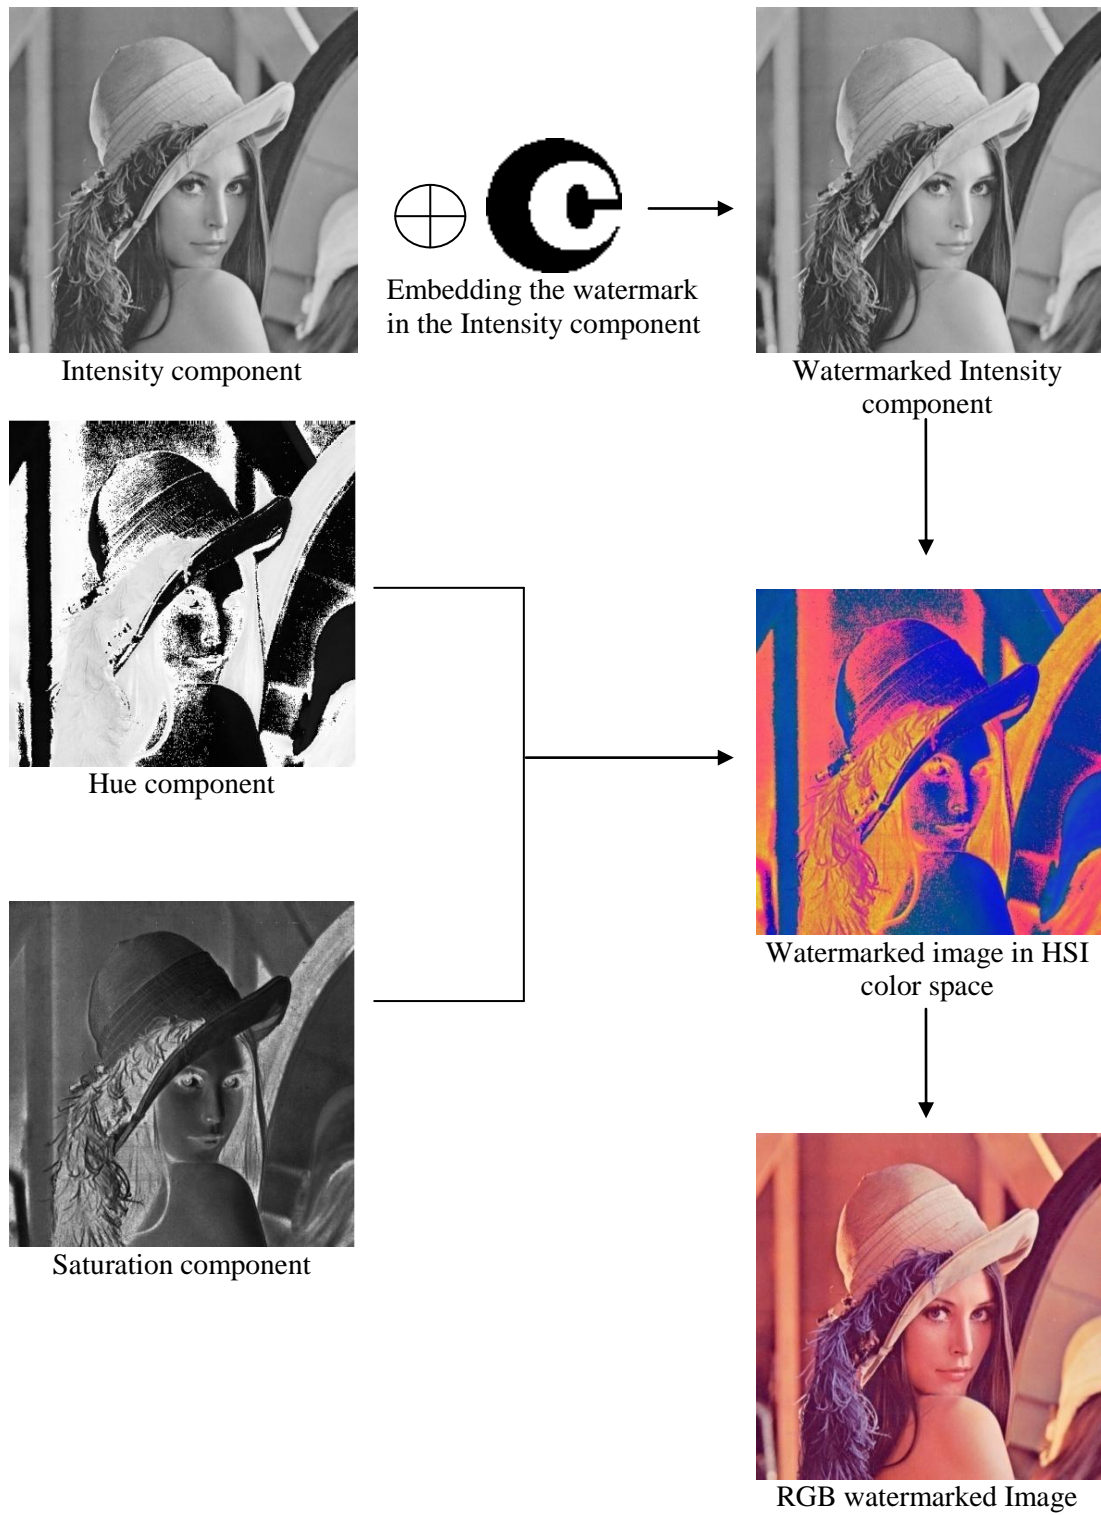 Embedding the watermark
in the Intensity component
Intensity component
Watermarked Intensity
component
Hue component
Watermarked image in HSI
color space
Saturation component
RGB watermarked Image